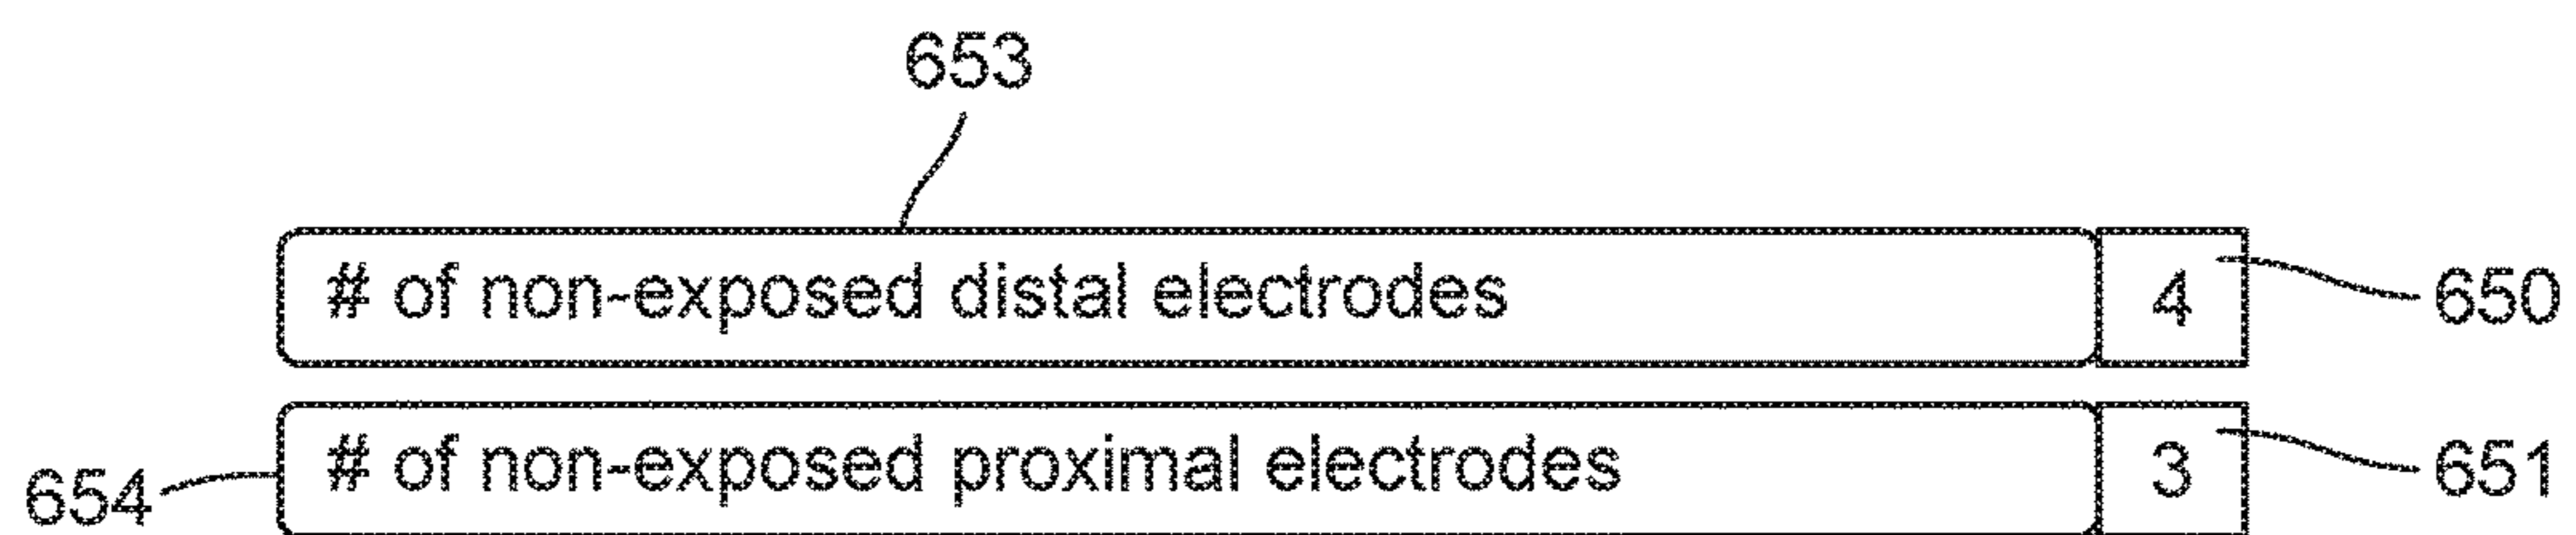 653
# of non-exposed distal electrodes 4 650
654 # of non-exposed proximal electrodes 3 651